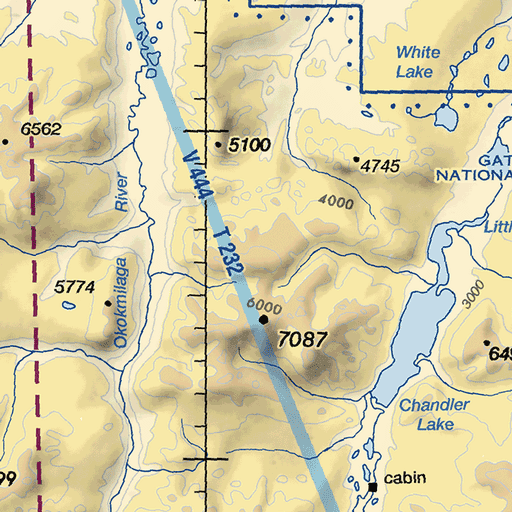 White
Lake
6562
5100
4745
GAT
NATIONA
V 444
T 232
River
Okokmilaga
4000
Littl
5774
3000
6000
7087
649
Chandler
Lake
99
cabin